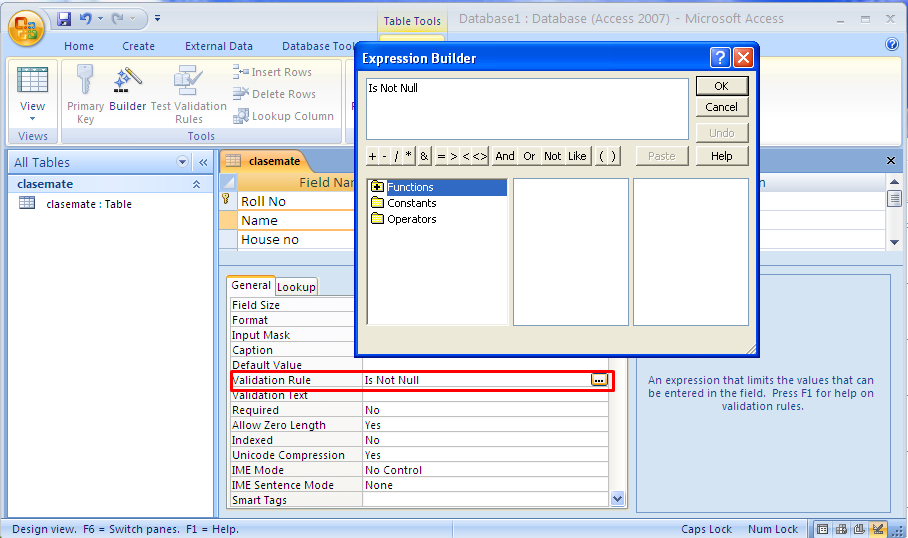 Table Tools
Database1 : Database (Access 2007) - Microsoft Access
Home
Create
External Data
Database Tool
View
Primary Key
Builder
Test Validation Rules
Insert Rows
Delete Rows
Lookup Column
Views
Tools
Expression Builder
Is Not Null
OK
Cancel
Undo
Help
+ - / * & = > < <> And Or Not Like ( )
Paste
Functions
Constants
Operators
All Tables
clasemate
clasemate : Table
clasemate
Field Nam
Roll No
Name
House no
General
Lookup
Field Size
Format
Input Mask
Caption
Default Value
Validation Rule Is Not Null ...
Validation Text
Required No
Allow Zero Length Yes
Indexed No
Unicode Compression Yes
IME Mode No Control
IME Sentence Mode None
Smart Tags
An expression that limits the values that can
be entered in the field. Press F1 for help on
validation rules.
Design view. F6 = Switch panes. F1 = Help.
Caps Lock
Num Lock